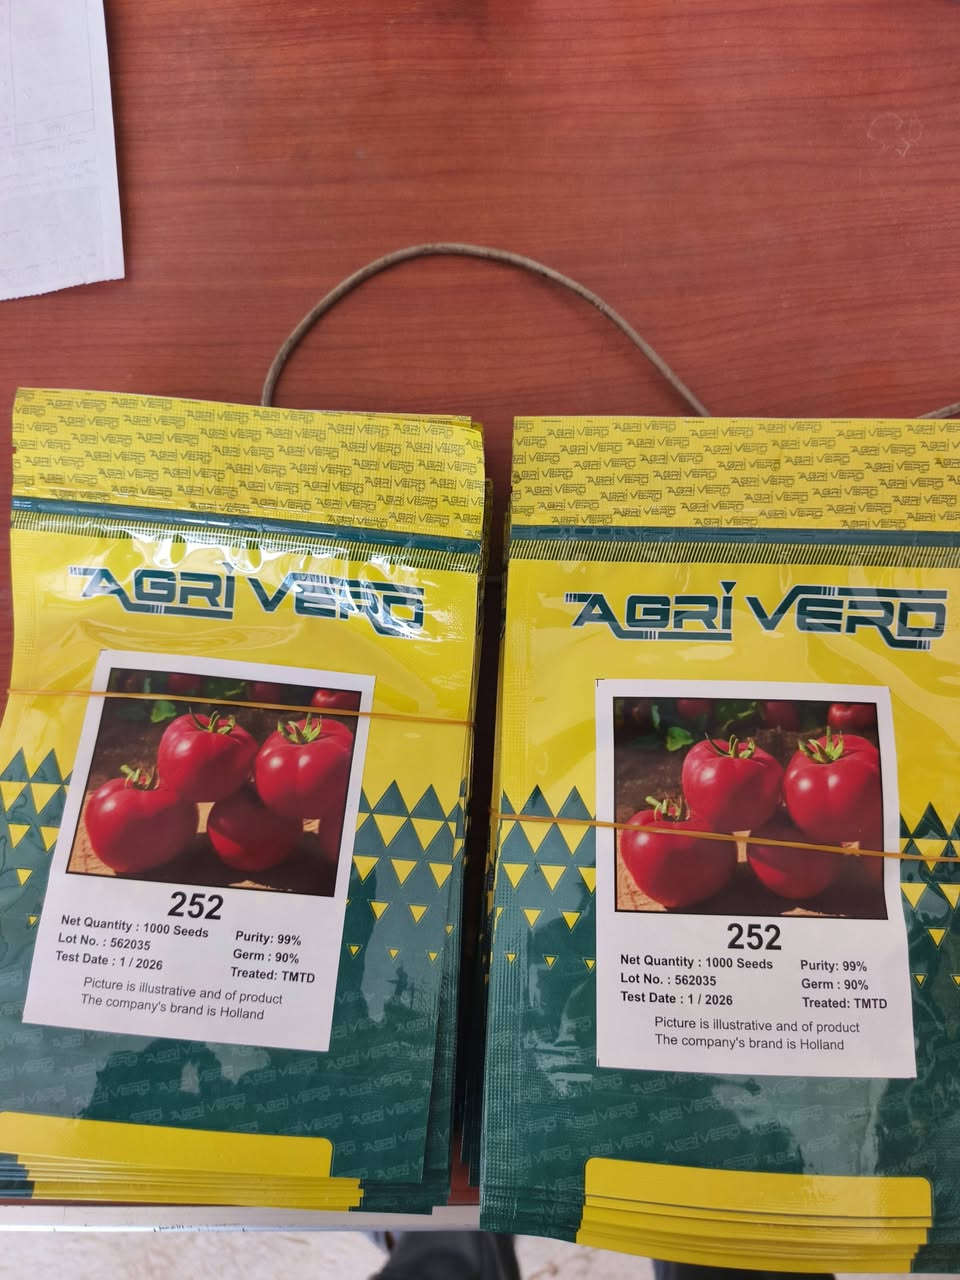 AGRI VERO
252
Net Quantity : 1000 Seeds
Purity: 99%
Lot No. : 562035
Germ : 90%
Test Date : 1 / 2026
Treated: TMTD
Picture is illustrative and of product
The company's brand is Holland
AGRI VERO
252
Net Quantity : 1000 Seeds
Purity: 99%
Lot No. : 562035
Germ : 90%
Test Date : 1 / 2026
Treated: TMTD
Picture is illustrative and of product
The company's brand is Holland